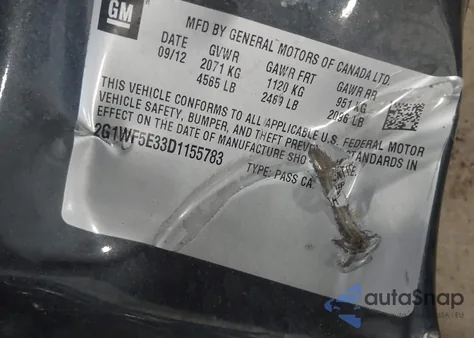 GM
MFD BY GENERAL MOTORS OF CANADA LTD.
DATE GVWR GAWR FRT GAWR RR
09/12 2071 KG 1120 KG 951 KG
4565 LB 2469 LB 2096 LB
THIS VEHICLE CONFORMS TO ALL APPLICABLE U.S. FEDERAL MOTOR
VEHICLE SAFETY, BUMPER, AND THEFT PREVE STANDARDS IN
EFFECT ON THE DATE OF MANUFACTURE SHO
2G1WF5E33D1155783
TYPE: PASS CA
autoSnap